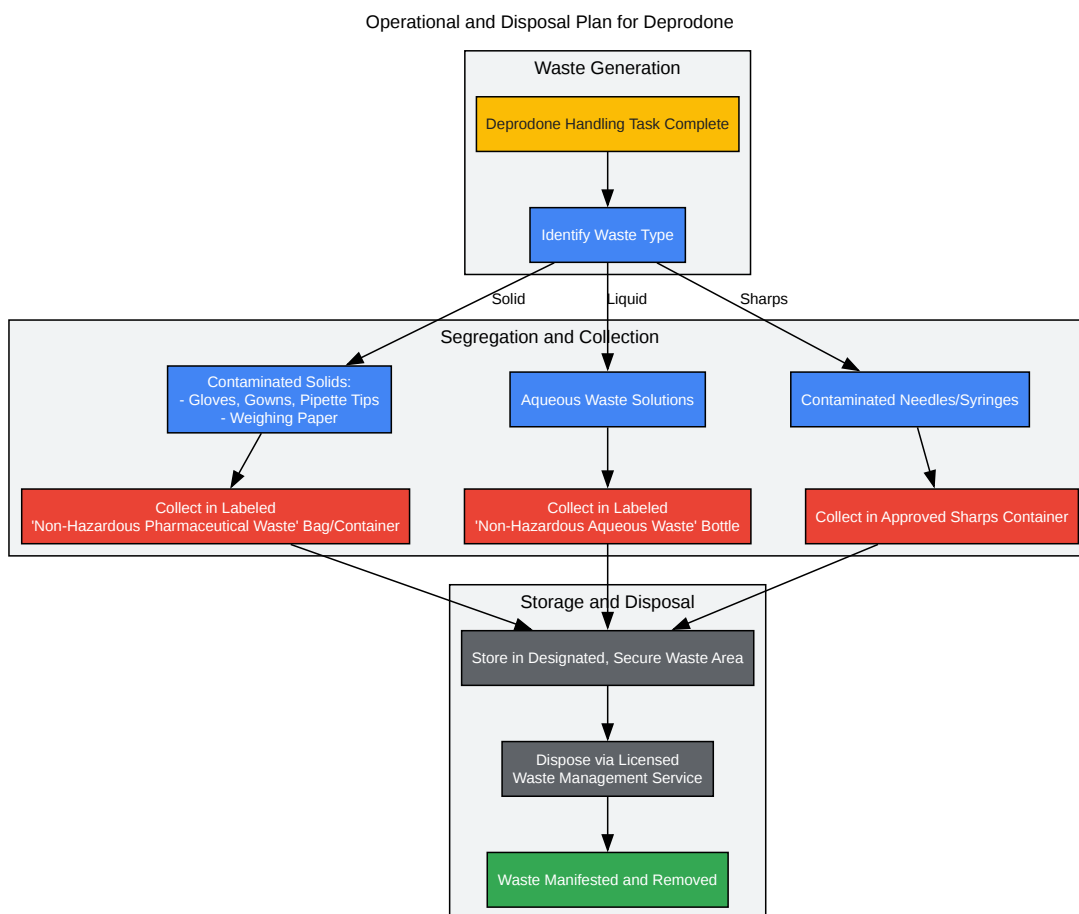 Operational and Disposal Plan for Deprodone
Waste Generation
Deprodone Handling Task Complete
Identify Waste Type
Solid
Liquid
Sharps
Segregation and Collection
Contaminated Solids:
- Gloves, Gowns, Pipette Tips
- Weighing Paper
Aqueous Waste Solutions
Contaminated Needles/Syringes
Collect in Labeled
'Non-Hazardous Pharmaceutical Waste' Bag/Container
Collect in Labeled
'Non-Hazardous Aqueous Waste' Bottle
Collect in Approved Sharps Container
Storage and Disposal
Store in Designated, Secure Waste Area
Dispose via Licensed
Waste Management Service
Waste Manifested and Removed